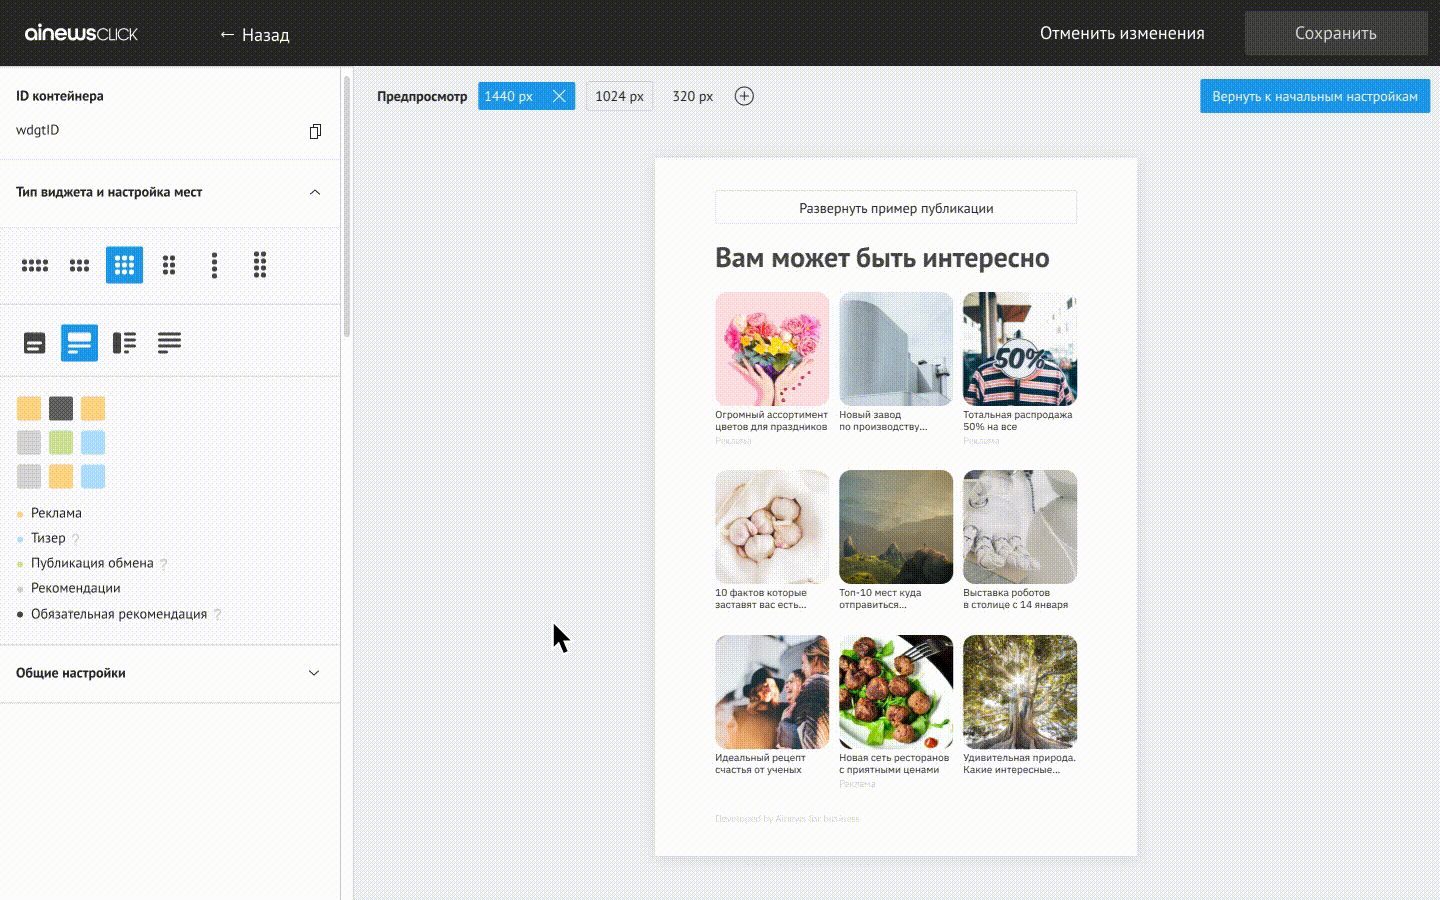 ainewsCLICK
← Назад
Отменить изменения
Сохранить
ID контейнера
wdgtID
Тип виджета и настройка мест
Реклама
Тизер ?
Публикация обмена ?
Рекомендации
Обязательная рекомендация ?
Общие настройки
Предпросмотр
1440 px
1024 px
320 px
Вернуть к начальным настройкам
Развернуть пример публикации
Вам может быть интересно
50%
Огромный ассортимент
цветов для праздников
Реклама
Новый завод
по производству...
Тотальная распродажа
50% на все
Реклама
10 фактов которые
заставят вас есть...
Топ-10 мест куда
отправиться...
Выставка роботов
в столице с 14 января
Идеальный рецепт
счастья от ученых
Новая сеть ресторанов
с приятными ценами
Реклама
Удивительная природа.
Какие интересные...
Developed by Ainews for business